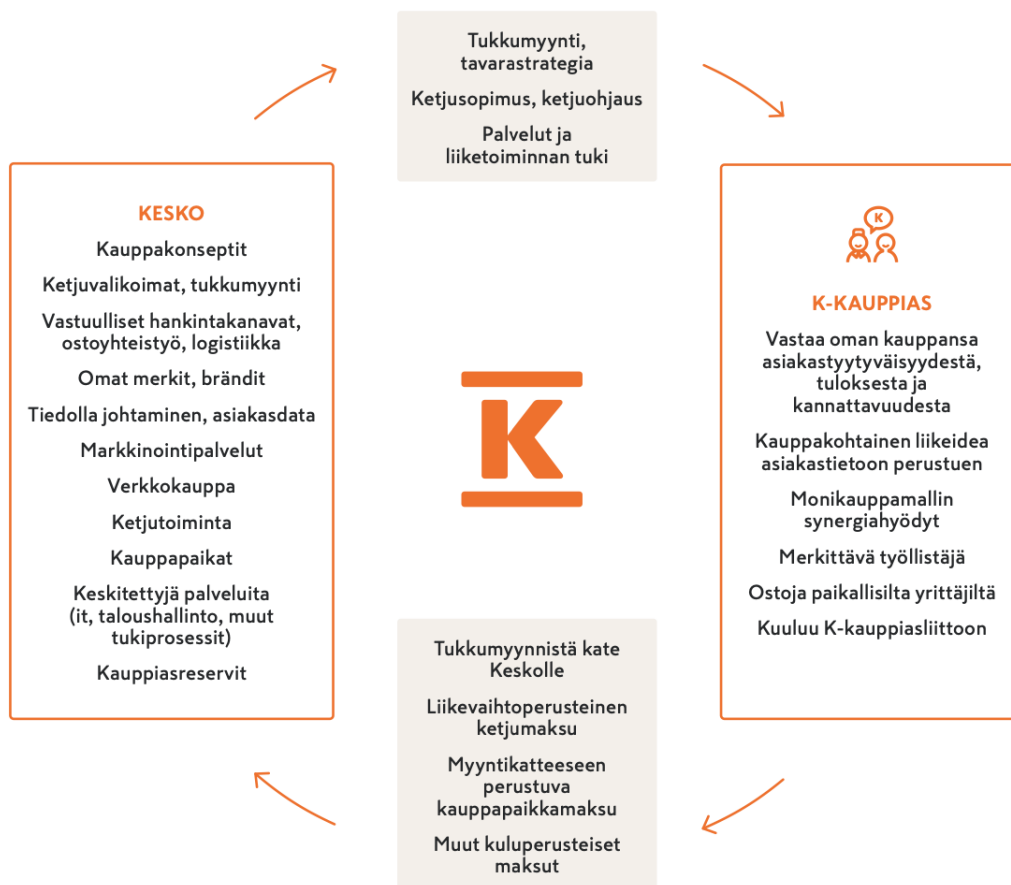 Tukkumyynti,
tavarastrategia
Ketjusopimus, ketjuohjaus
Palvelut ja
liiketoiminnan tuki
KESKO
Kauppakonseptit
Ketjuvalikoimat, tukkumyynti
Vastuulliset hankintakanavat,
ostoyhteistyö, logistiikka
Omat merkit, brändit
Tiedolla johtaminen, asiakasdata
Markkinointipalvelut
Verkkokauppa
Ketjutoiminta
Kauppapaikat
Keskitettyjä palveluita
(it, taloushallinto, muut
tukiprosessit)
Kauppiasreservit
K
K
K-KAUPPIAS
Vastaa oman kauppansa
asiakastyytyväisyydestä,
tuloksesta ja
kannattavuudesta
Kauppakohtainen liikeidea
asiakastietoon perustuen
Monikauppamallin
synergiahyödyt
Merkittävä työllistäjä
Ostoja paikallisilta yrittäjiltä
Kuuluu K-kauppiasliittoon
Tukkumyynnistä kate
Keskolle
Liikevaihtoperusteinen
ketjumaksu
Myyntikatteeseen
perustuva
kauppapaikkamaksu
Muut kuluperusteiset
maksut